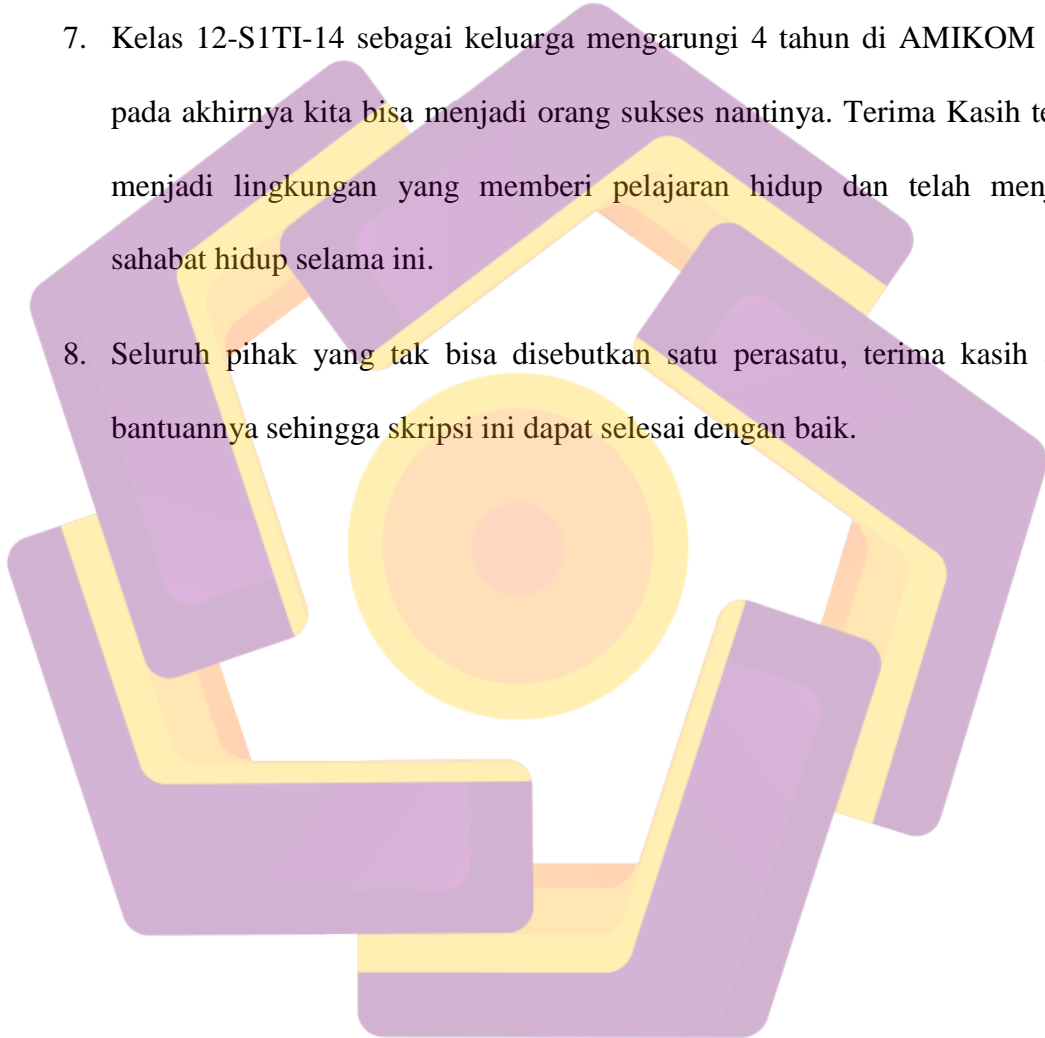 7. Kelas 12-S1TI-14 sebagai keluarga mengarungi 4 tahun di AMIKOM
pada akhirnya kita bisa menjadi orang sukses nantinya. Terima Kasih
menjadi lingkungan yang memberi pelajaran hidup dan telah
sahabat hidup selama ini.
8. Seluruh pihak yang tak bisa disebutkan satu perasatu, terima kasih
bantuannya sehingga skripsi ini dapat selesai dengan baik.